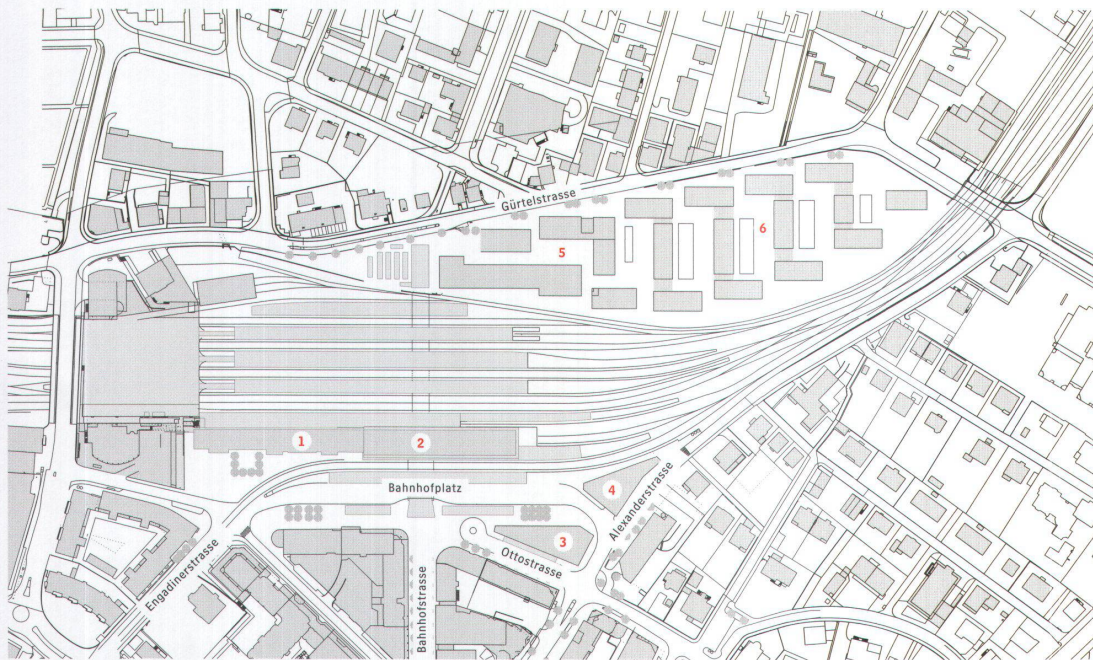 Gürtelstrasse
6
5
1
2
Bahnhofplatz
4
Alexanderstrasse
3
Ottostrasse
Engadinerstrasse
Bahnhofstrasse